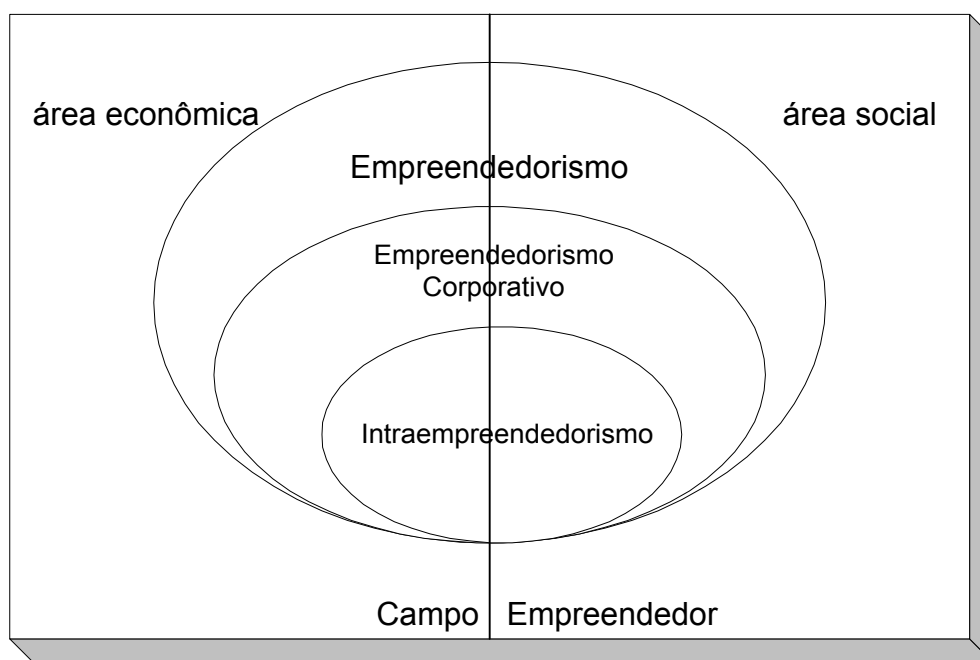 área econômica
área social
Empreendedorismo
Empreendedorismo
Corporativo
Intraempreendedorismo
Campo Empreendedor